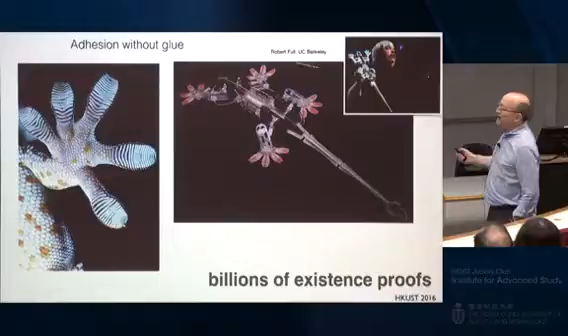 Adhesion without glue
Robert Full UC Berkeley
billions of existence proofs
HKUST 2016
HKUST Jockey Club
Institute for Advanced Study